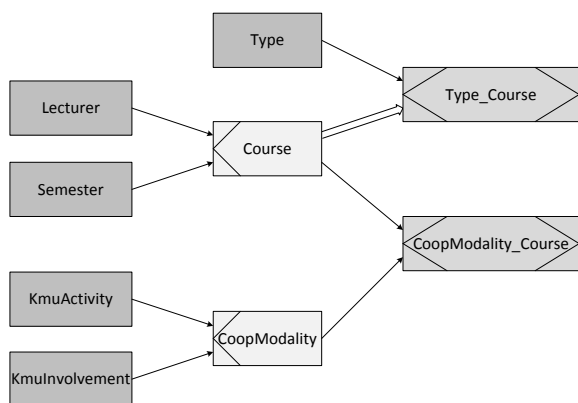 Type
Type_Course
Lecturer
Course
Semester
CoopModality_Course
KmuActivity
CoopModality
KmuInvolvement